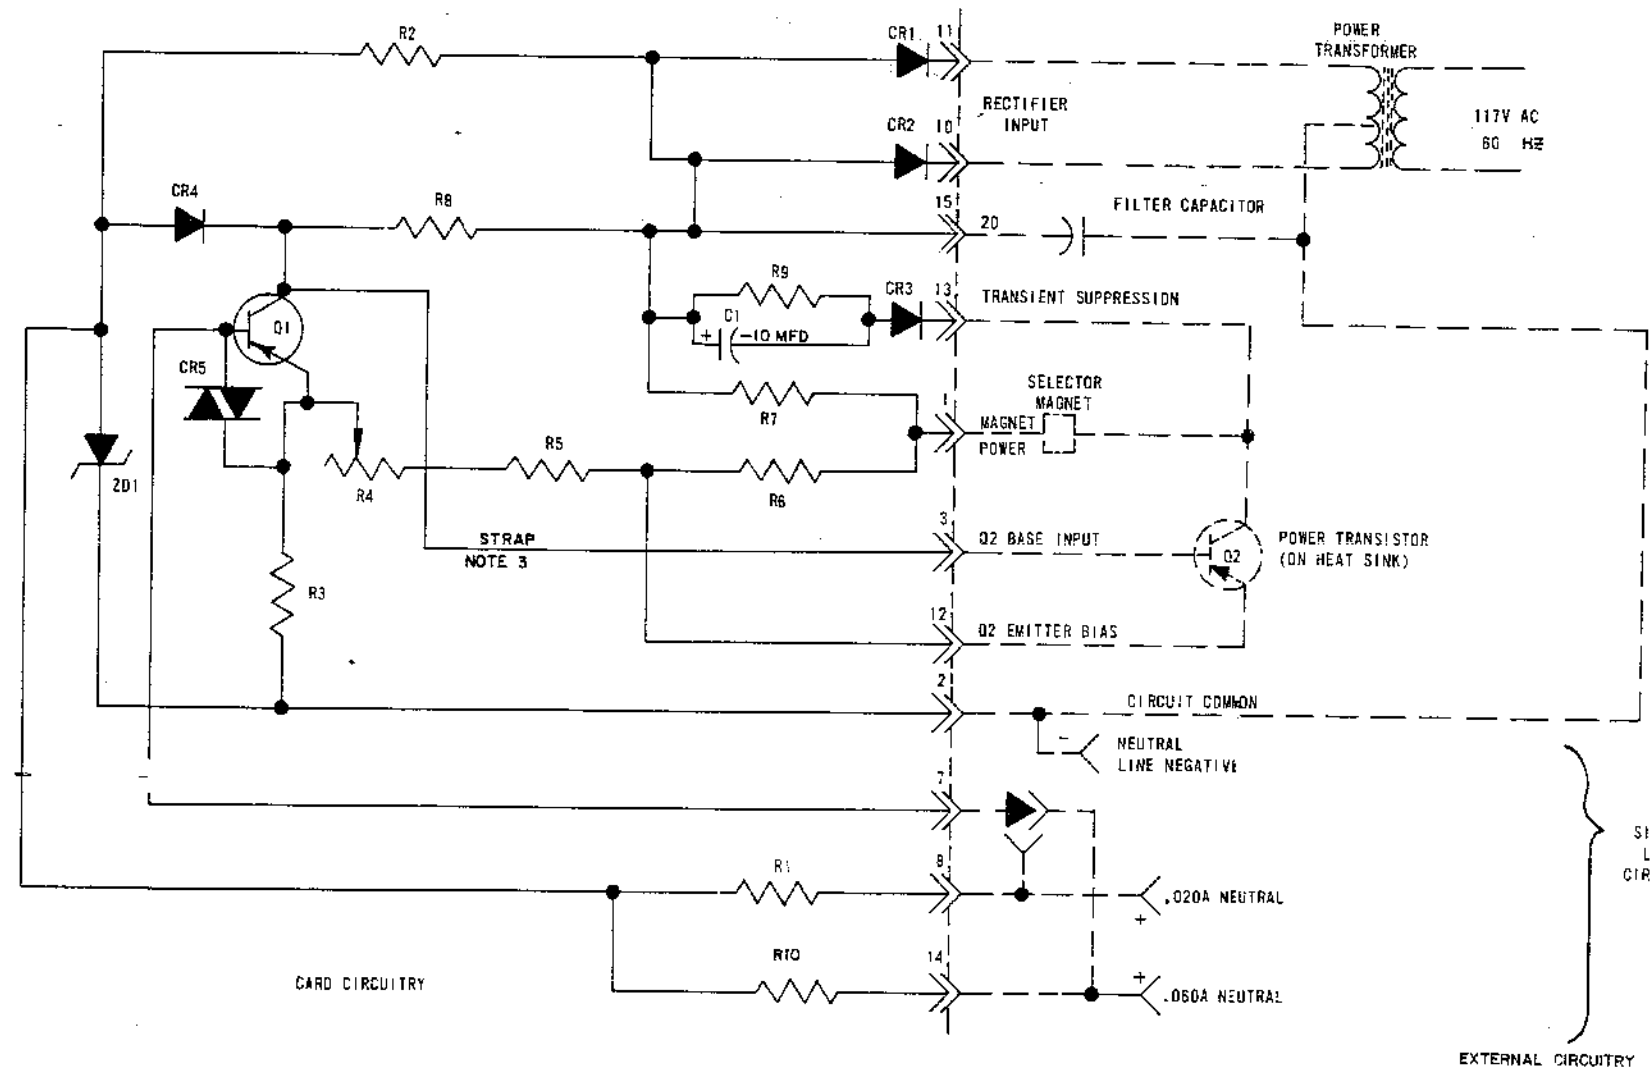 R2
CR1
11
POWER
TRANSFORMER
RECTIFIER
INPUT
117V AC
60 HZ
CR2
10
CR4
R8
15
20
FILTER CAPACITOR
R9
CR3
13
TRANSIENT SUPPRESSION
Q1
C1
+
-10 MFD
CR5
SELECTOR
MAGNET
R7
1
MAGNET
POWER
R5
ZD1
R4
R6
3
STRAP
NOTE 3
Q2 BASE INPUT
Q2
POWER TRANSISTOR
(ON HEAT SINK)
R3
12
Q2 EMITTER BIAS
2
CIRCUIT COMMON
-
NEUTRAL
LINE NEGATIVE
7
SI
L
CIR
R1
8
.020A NEUTRAL
+
R10
14
+
.060A NEUTRAL
CARD CIRCUITRY
EXTERNAL CIRCUITRY